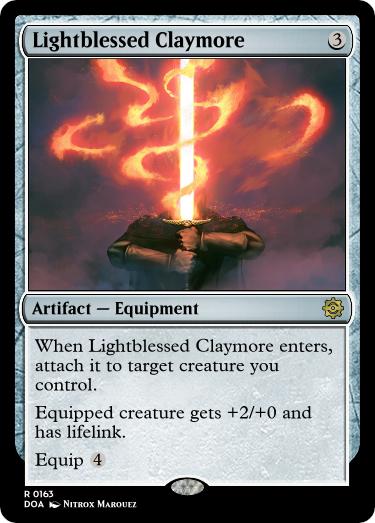 Lightblessed Claymore 3
Artifact — Equipment
When Lightblessed Claymore enters,
attach it to target creature you
control.
Equipped creature gets +2/+0 and
has lifelink.
Equip 4
R 0163
DOA Nitrox Marquez